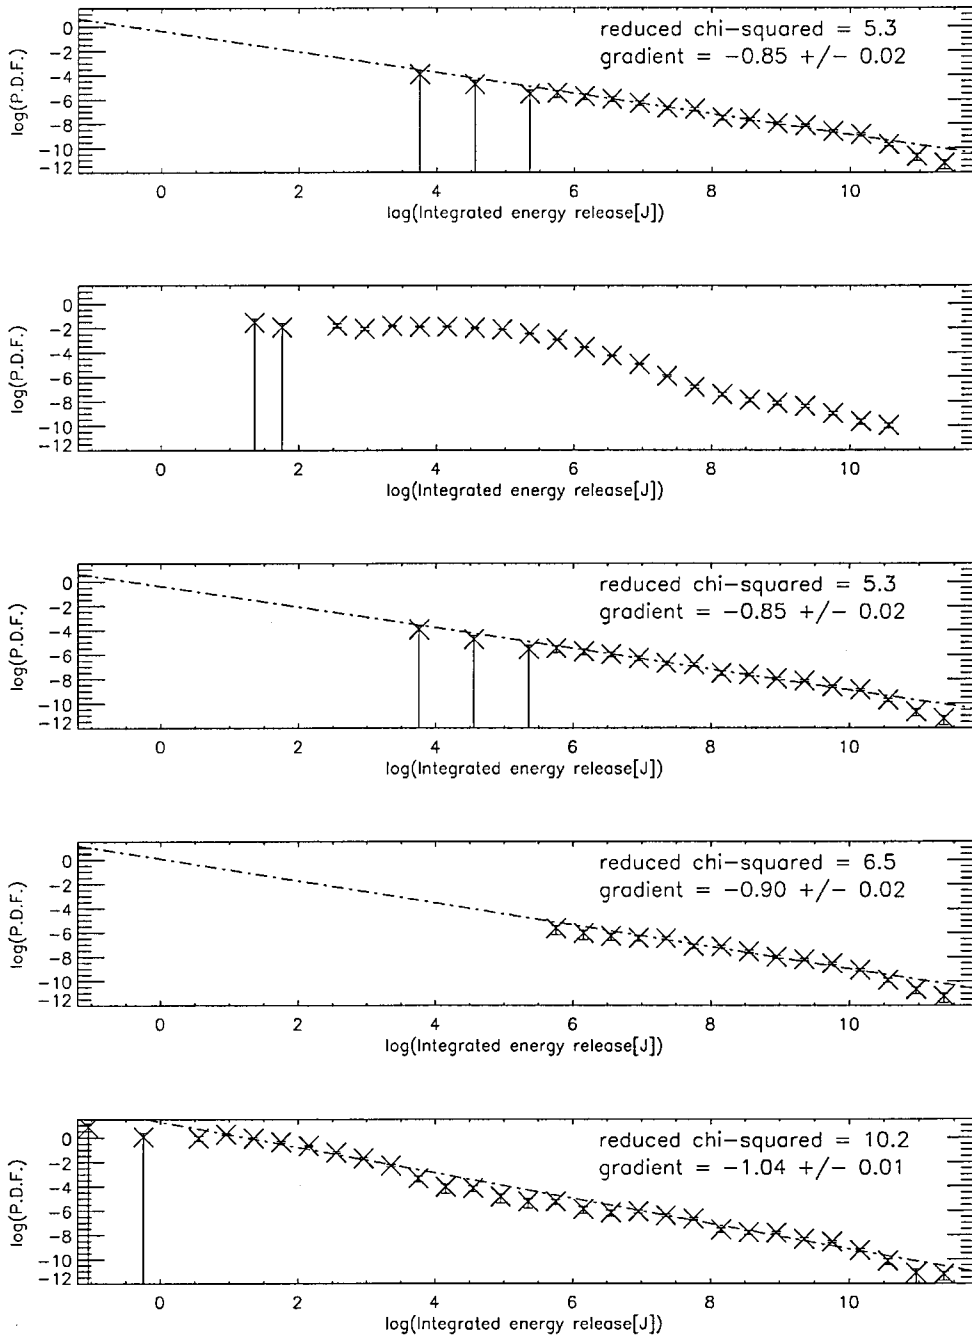 reduced chi-squared = 5.3
gradient = -0.85 +/- 0.02
log(P.D.F.)
0
-2
-4
-6
-8
-10
-12
0 2 4 6 8 10
log(Integrated energy release[J])
log(P.D.F.)
0
-2
-4
-6
-8
-10
-12
0 2 4 6 8 10
log(Integrated energy release[J])
reduced chi-squared = 5.3
gradient = -0.85 +/- 0.02
log(P.D.F.)
0
-2
-4
-6
-8
-10
-12
0 2 4 6 8 10
log(Integrated energy release[J])
reduced chi-squared = 6.5
gradient = -0.90 +/- 0.02
log(P.D.F.)
0
-2
-4
-6
-8
-10
-12
0 2 4 6 8 10
log(Integrated energy release[J])
reduced chi-squared = 10.2
gradient = -1.04 +/- 0.01
log(P.D.F.)
0
-2
-4
-6
-8
-10
-12
0 2 4 6 8 10
log(Integrated energy release[J])